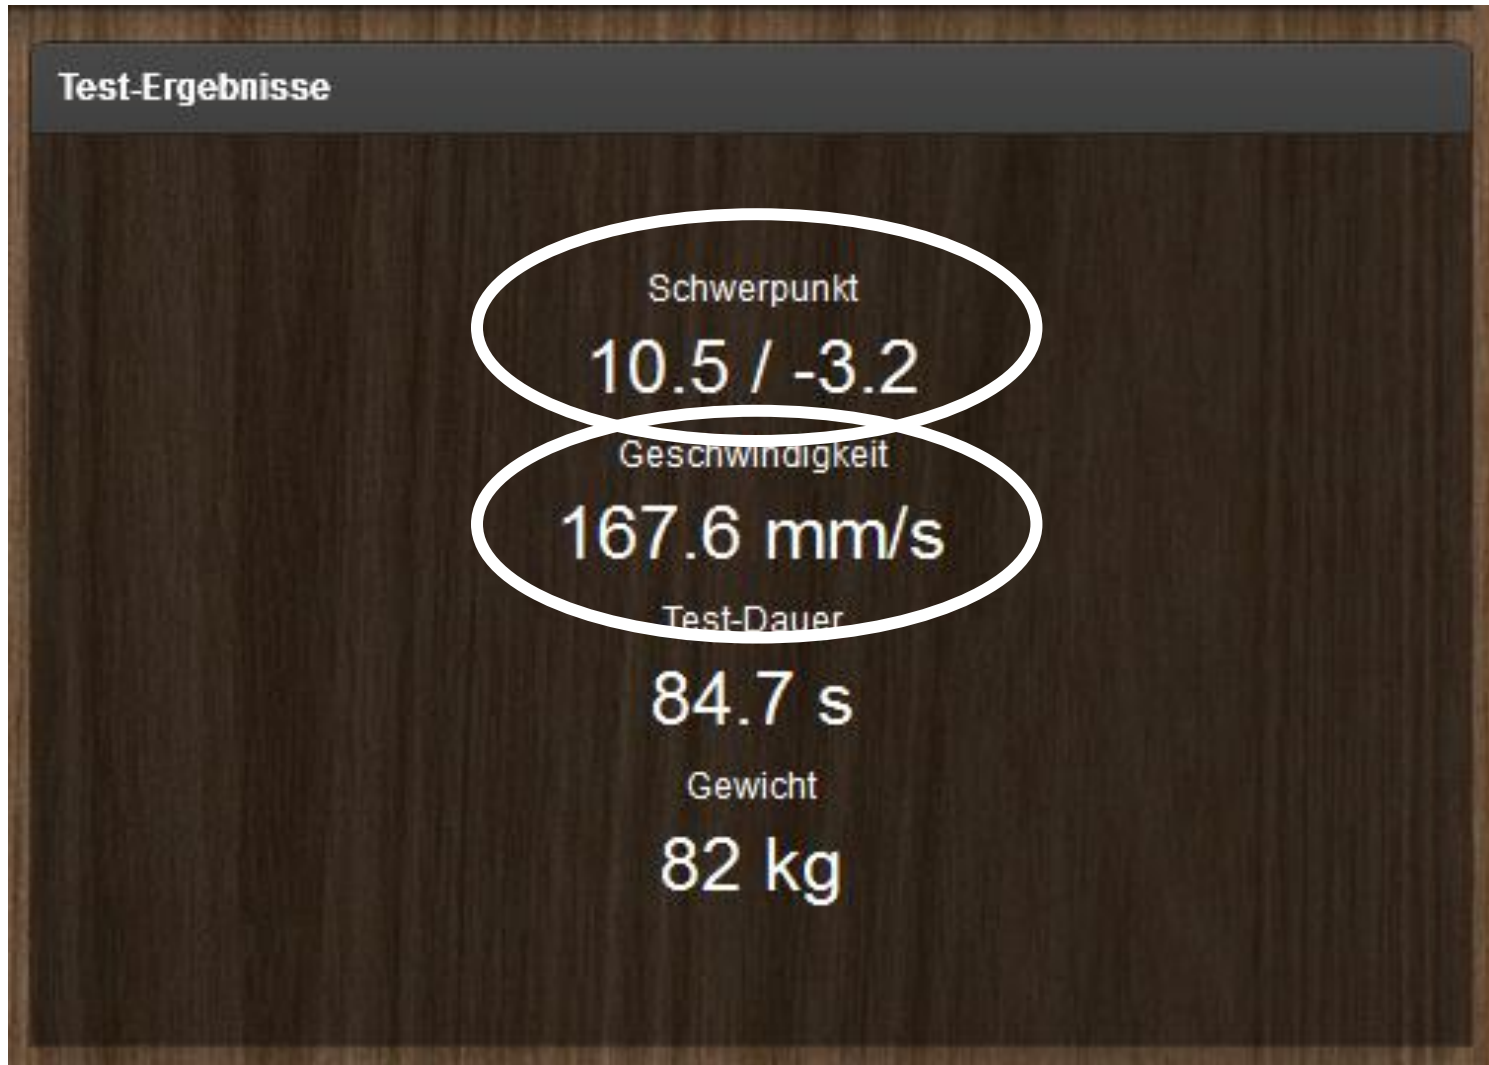 Test-Ergebnisse
Schwerpunkt
10.5 / -3.2
Geschwindigkeit
167.6 mm/s
Test-Dauer
84.7 s
Gewicht
82 kg